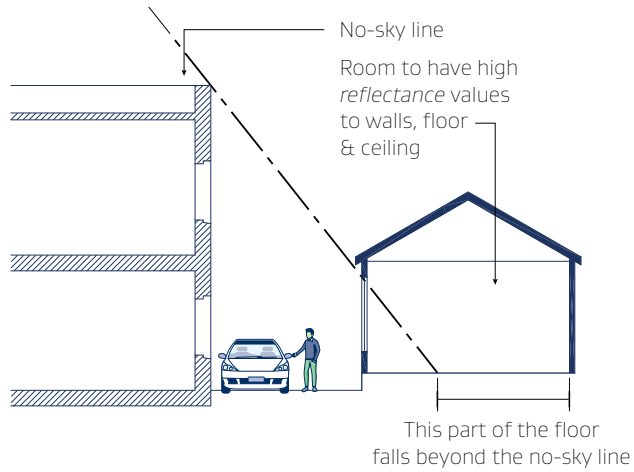 No-sky line
Room to have high
reflectance values
to walls, floor
& ceiling
This part of the floor
falls beyond the no-sky line